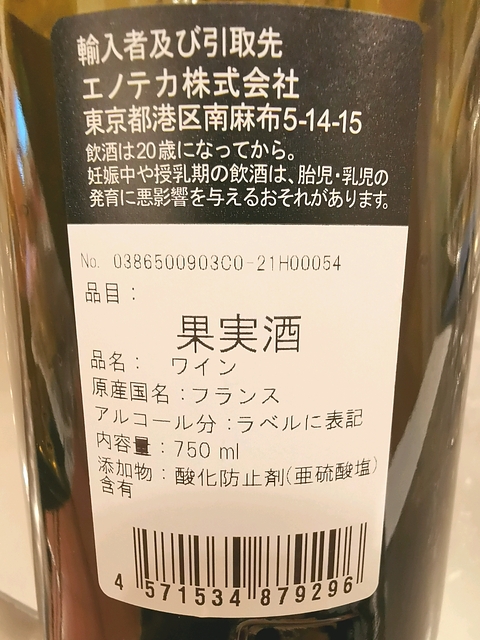 輸入者及び引取先
エノテカ株式会社
東京都港区南麻布5-14-15
飲酒は20歳になってから。
妊娠中や授乳期の飲酒は、胎児・乳児の
発育に悪影響を与えるおそれがあります。
No. 0386500903C0-21H00054
品目：
果実酒
品名： ワイン
原産国名：フランス
アルコール分：ラベルに表記
内容量：750 ml
添加物：酸化防止剤(亜硫酸塩)
含有
4 571534 879296